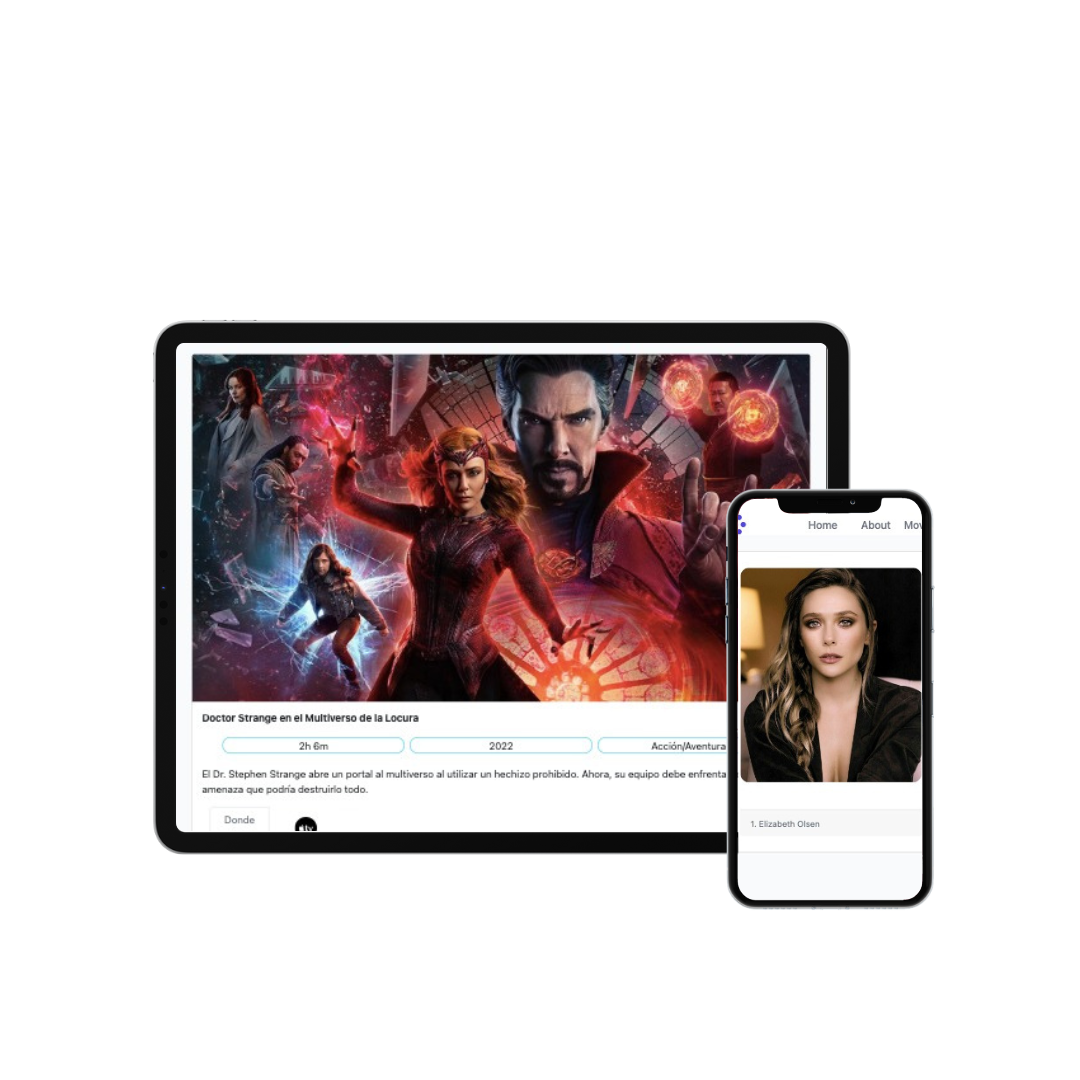 Doctor Strange en el Multiverso de la Locura
2h 6m
2022
Acción/Aventura
El Dr. Stephen Strange abre un portal al multiverso al utilizar un hechizo prohibido. Ahora, su equipo debe enfrenta
amenaza que podría destruirlo todo.
Donde
tv
Home
About
Mov
1. Elizabeth Olsen